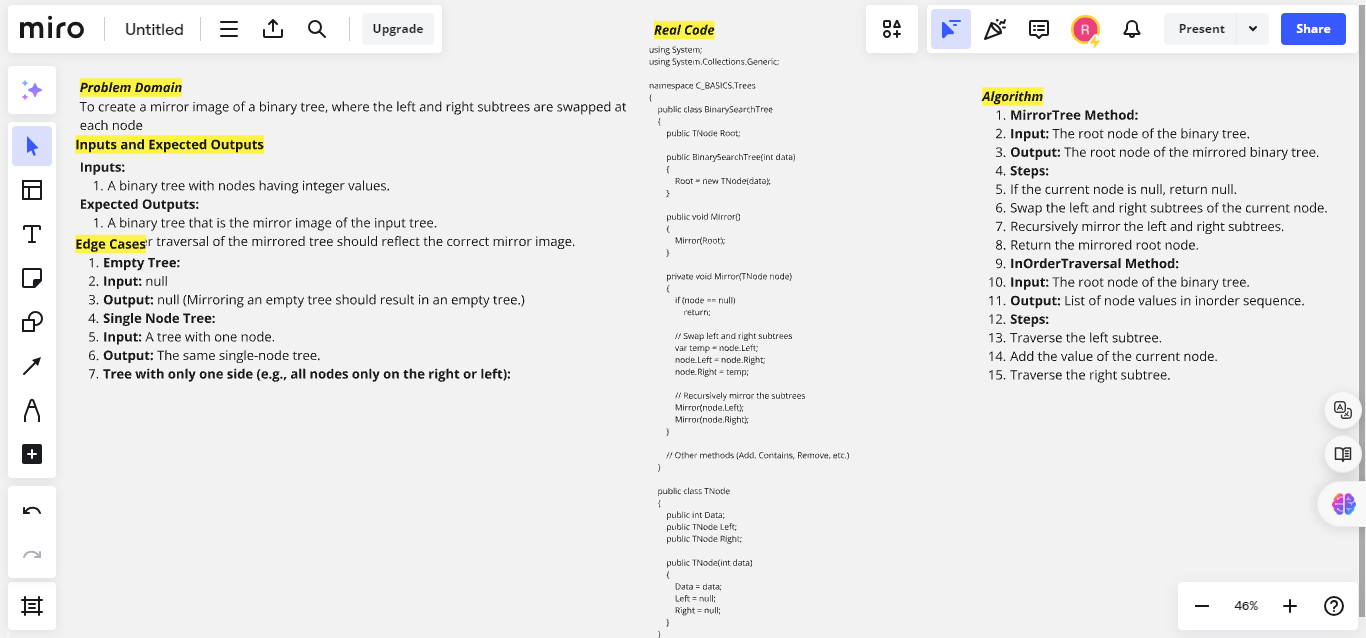 miro
Untitled
Upgrade
Present
Share
Problem Domain
To create a mirror image of a binary tree, where the left and right subtrees are swapped at
each node
Inputs and Expected Outputs
Inputs:
1. A binary tree with nodes having integer values.
Expected Outputs:
1. A binary tree that is the mirror image of the input tree.
traversal of the mirrored tree should reflect the correct mirror image.
Edge Cases
1. Empty Tree:
2. Input: null
3. Output: null (Mirroring an empty tree should result in an empty tree.)
4. Single Node Tree:
5. Input: A tree with one node.
6. Output: The same single-node tree.
7. Tree with only one side (e.g., all nodes only on the right or left):
Real Code
using System;
using System.Collections.Generic;
namespace C_BASICS.Trees
{
public class BinarySearchTree
{
public TNode Root;
public BinarySearchTree(int data)
{
Root = new TNode(data);
}
public void Mirror()
{
Mirror(Root);
}
private void Mirror(TNode node)
{
if (node == null)
return;
// Swap left and right subtrees
var temp = node.Left;
node.Left = node.Right;
node.Right = temp;
// Recursively mirror the subtrees
Mirror(node.Left);
Mirror(node.Right);
}
// Other methods (Add, Contains, Remove, etc.)
}
public class TNode
{
public int Data;
public TNode Left;
public TNode Right;
public TNode(int data)
{
Data = data;
Left = null;
Right = null;
}
}
Algorithm
1. MirrorTree Method:
2. Input: The root node of the binary tree.
3. Output: The root node of the mirrored binary tree.
4. Steps:
5. If the current node is null, return null.
6. Swap the left and right subtrees of the current node.
7. Recursively mirror the left and right subtrees.
8. Return the mirrored root node.
9. InOrderTraversal Method:
10. Input: The root node of the binary tree.
11. Output: List of node values in inorder sequence.
12. Steps:
13. Traverse the left subtree.
14. Add the value of the current node.
15. Traverse the right subtree.
R
46%